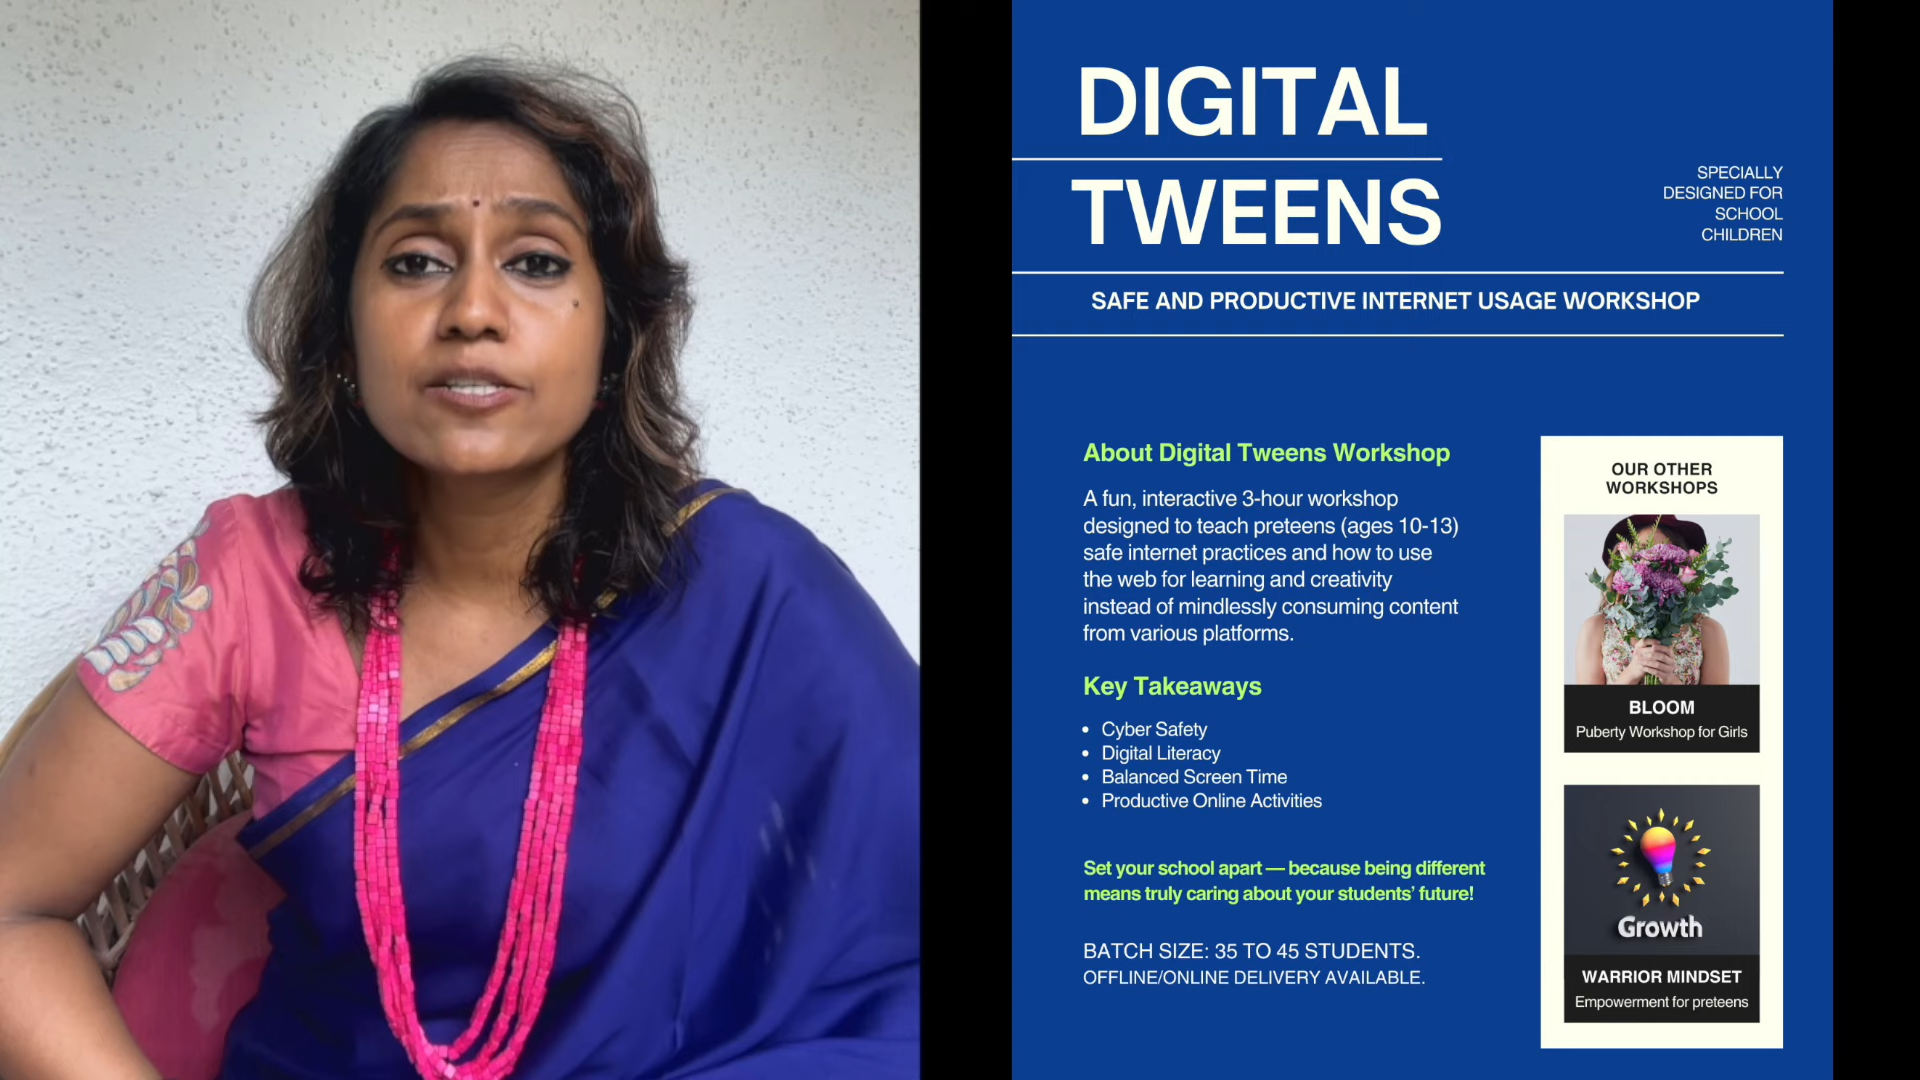 DIGITAL
TWEENS
SPECIALLY
DESIGNED FOR
SCHOOL
CHILDREN
SAFE AND PRODUCTIVE INTERNET USAGE WORKSHOP
About Digital Tweens Workshop
A fun, interactive 3-hour workshop
designed to teach preteens (ages 10-13)
safe internet practices and how to use
the web for learning and creativity
instead of mindlessly consuming content
from various platforms.
Key Takeaways
• Cyber Safety
• Digital Literacy
• Balanced Screen Time
• Productive Online Activities
Set your school apart — because being different
means truly caring about your students’ future!
BATCH SIZE: 35 TO 45 STUDENTS.
OFFLINE/ONLINE DELIVERY AVAILABLE.
OUR OTHER
WORKSHOPS
BLOOM
Puberty Workshop for Girls
Growth
WARRIOR MINDSET
Empowerment for preteens